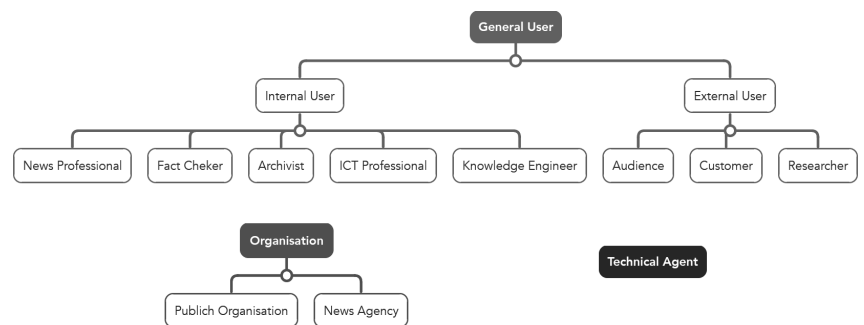 General User
Internal User
External User
News Professional
Fact Cheker
Archivist
ICT Professional
Knowledge Engineer
Audience
Customer
Researcher
Organisation
Technical Agent
Publich Organisation
News Agency